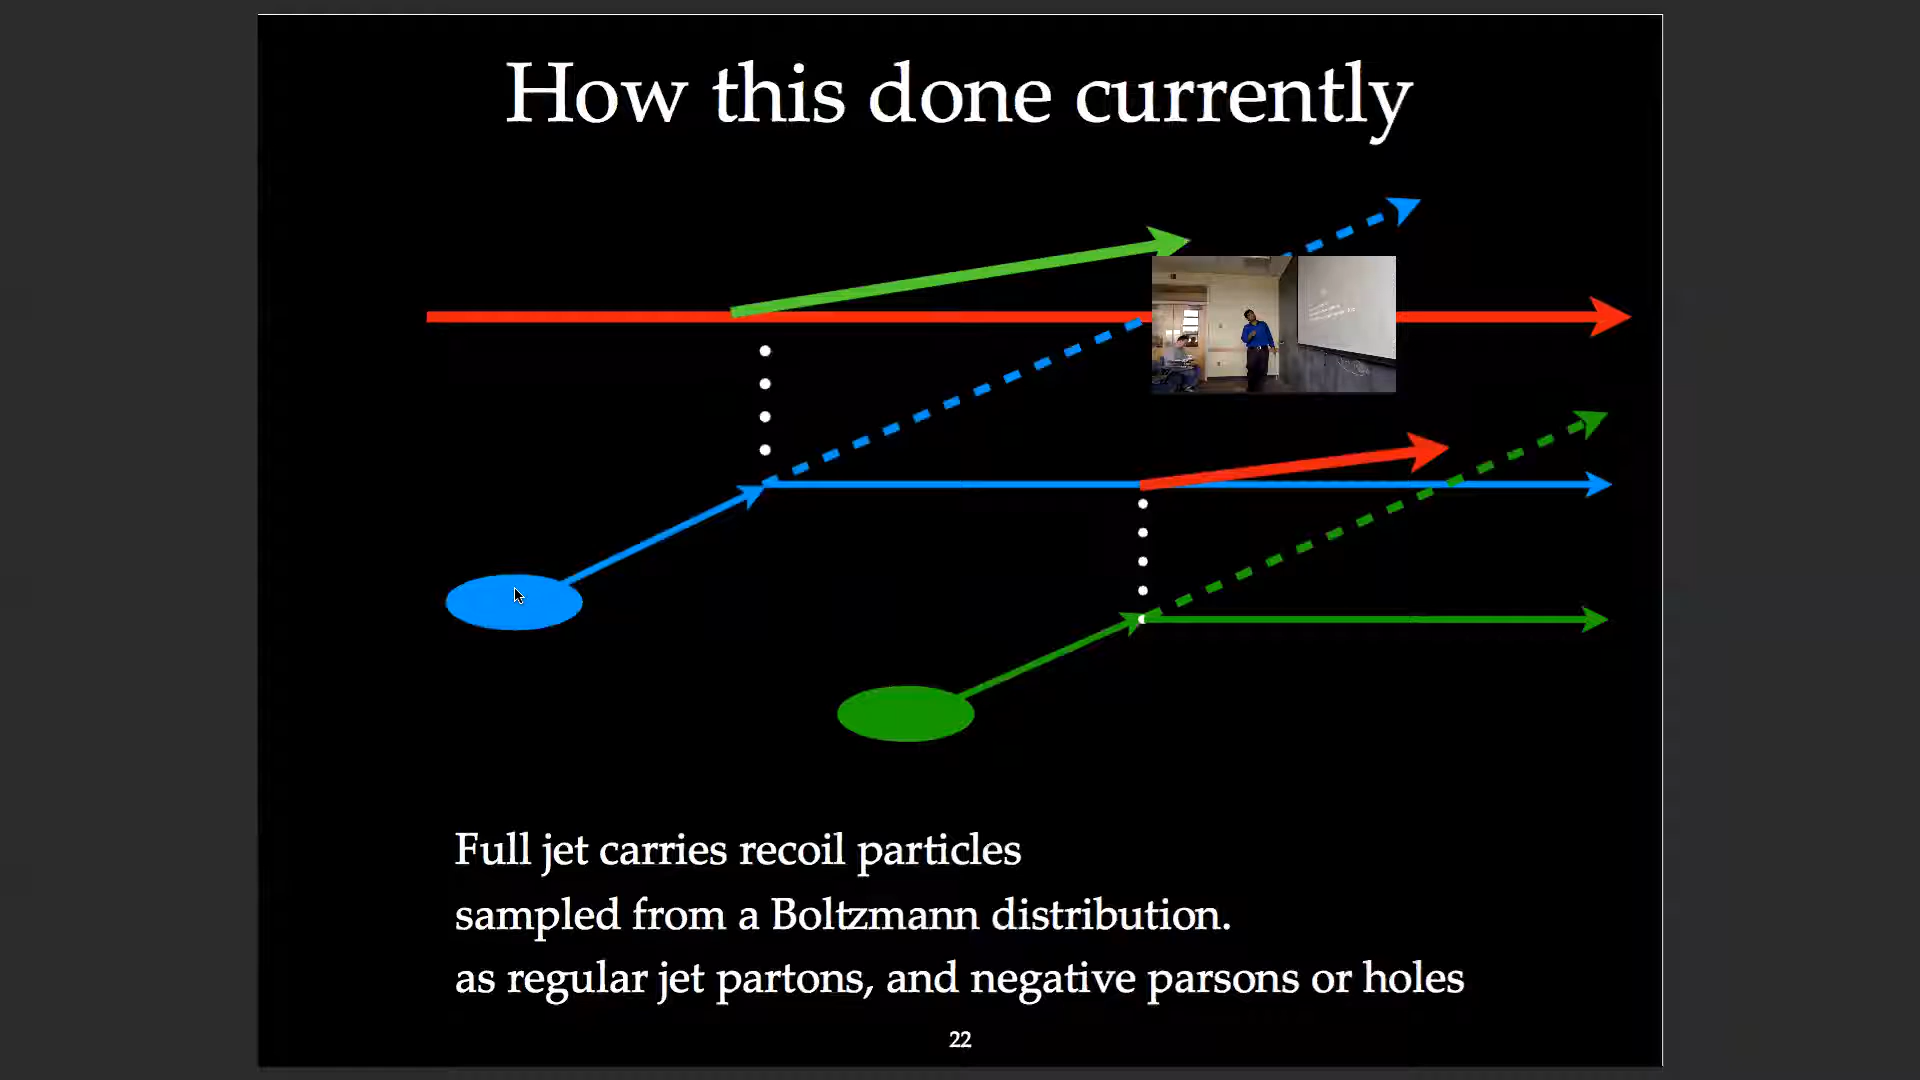 How this done currently
Full jet carries recoil particles
sampled from a Boltzmann distribution.
as regular jet partons, and negative parsons or holes
22